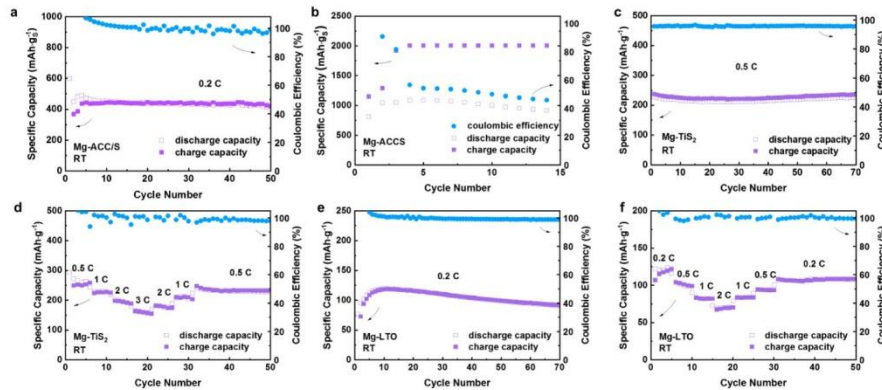 a
Specific Capacity (mAh·g_S⁻¹)
1000
800
600
400
200
0
0.2 C
Mg-ACC/S
RT
discharge capacity
charge capacity
0 10 20 30 40 50
Cycle Number
100
80
60
40
20
0
Coulombic Efficiency (%)
b
Specific Capacity (mAh·g_S⁻¹)
2500
2000
1500
1000
500
0
Mg-ACCS
RT
coulombic efficiency
discharge capacity
charge capacity
0 5 10 15
Cycle Number
100
80
60
40
20
0
Coulombic Efficiency (%)
c
Specific Capacity (mAh·g⁻¹)
500
400
300
200
100
0
0.5 C
Mg-TiS₂
RT
discharge capacity
charge capacity
0 10 20 30 40 50 60 70
Cycle Number
100
80
60
40
20
0
Coulombic Efficiency (%)
d
Specific Capacity (mAh·g⁻¹)
500
400
300
200
100
0
0.5 C 1 C 2 C 3 C 2 C 1 C 0.5 C
Mg-TiS₂
RT
discharge capacity
charge capacity
0 10 20 30 40 50
Cycle Number
100
80
60
40
20
0
Coulombic Efficiency (%)
e
Specific Capacity (mAh·g⁻¹)
250
200
150
100
50
0
0.2 C
Mg-LTO
RT
discharge capacity
charge capacity
0 10 20 30 40 50 60 70
Cycle Number
100
80
60
40
20
0
Coulombic Efficiency (%)
f
Specific Capacity (mAh·g⁻¹)
200
150
100
50
0
0.2 C 0.5 C 1 C 2 C 1 C 0.5 C 0.2 C
Mg-LTO
RT
discharge capacity
charge capacity
0 10 20 30 40 50
Cycle Number
100
80
60
40
20
0
Coulombic Efficiency (%)